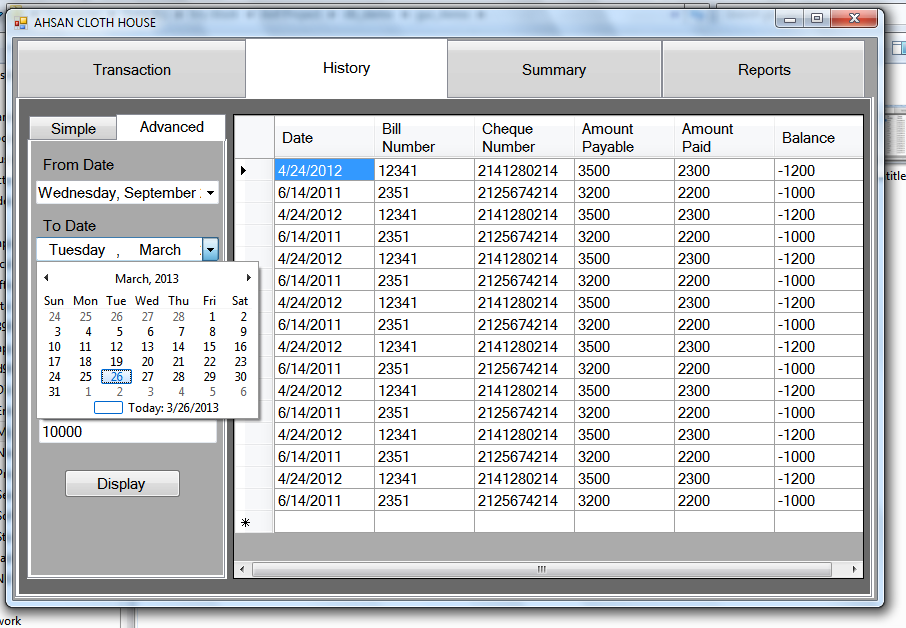 AHSAN CLOTH HOUSE
Transaction History Summary Reports
Simple Advanced
From Date
Wednesday, September
To Date
Tuesday , March
March, 2013
Sun Mon Tue Wed Thu Fri Sat
24 25 26 27 28 1 2
3 4 5 6 7 8 9
10 11 12 13 14 15 16
17 18 19 20 21 22 23
24 25 26 27 28 29 30
31 1 2 3 4 5 6
Today: 3/26/2013
10000
Display
Date Bill Number Cheque Number Amount Payable Amount Paid Balance
4/24/2012 12341 2141280214 3500 2300 -1200
6/14/2011 2351 2125674214 3200 2200 -1000
4/24/2012 12341 2141280214 3500 2300 -1200
6/14/2011 2351 2125674214 3200 2200 -1000
4/24/2012 12341 2141280214 3500 2300 -1200
6/14/2011 2351 2125674214 3200 2200 -1000
4/24/2012 12341 2141280214 3500 2300 -1200
6/14/2011 2351 2125674214 3200 2200 -1000
4/24/2012 12341 2141280214 3500 2300 -1200
6/14/2011 2351 2125674214 3200 2200 -1000
4/24/2012 12341 2141280214 3500 2300 -1200
6/14/2011 2351 2125674214 3200 2200 -1000
4/24/2012 12341 2141280214 3500 2300 -1200
6/14/2011 2351 2125674214 3200 2200 -1000
4/24/2012 12341 2141280214 3500 2300 -1200
6/14/2011 2351 2125674214 3200 2200 -1000
title
work